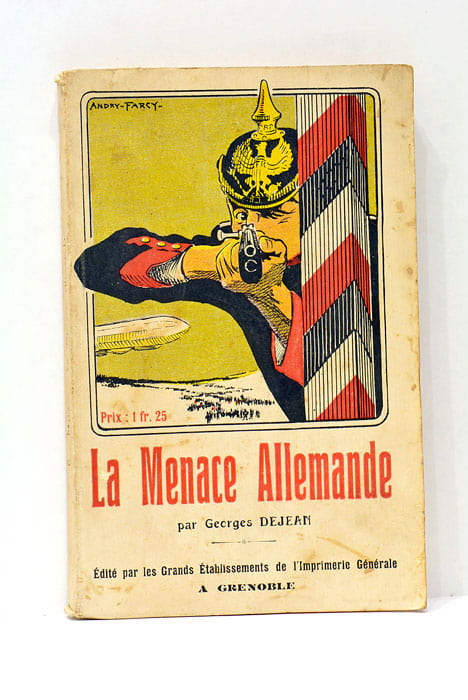 ANDRY-FARCY-
Prix : 1 fr. 25
La Menace Allemande
par Georges DEJEAN
Édité par les Grands Établissements de l'Imprimerie Générale
A GRENOBLE